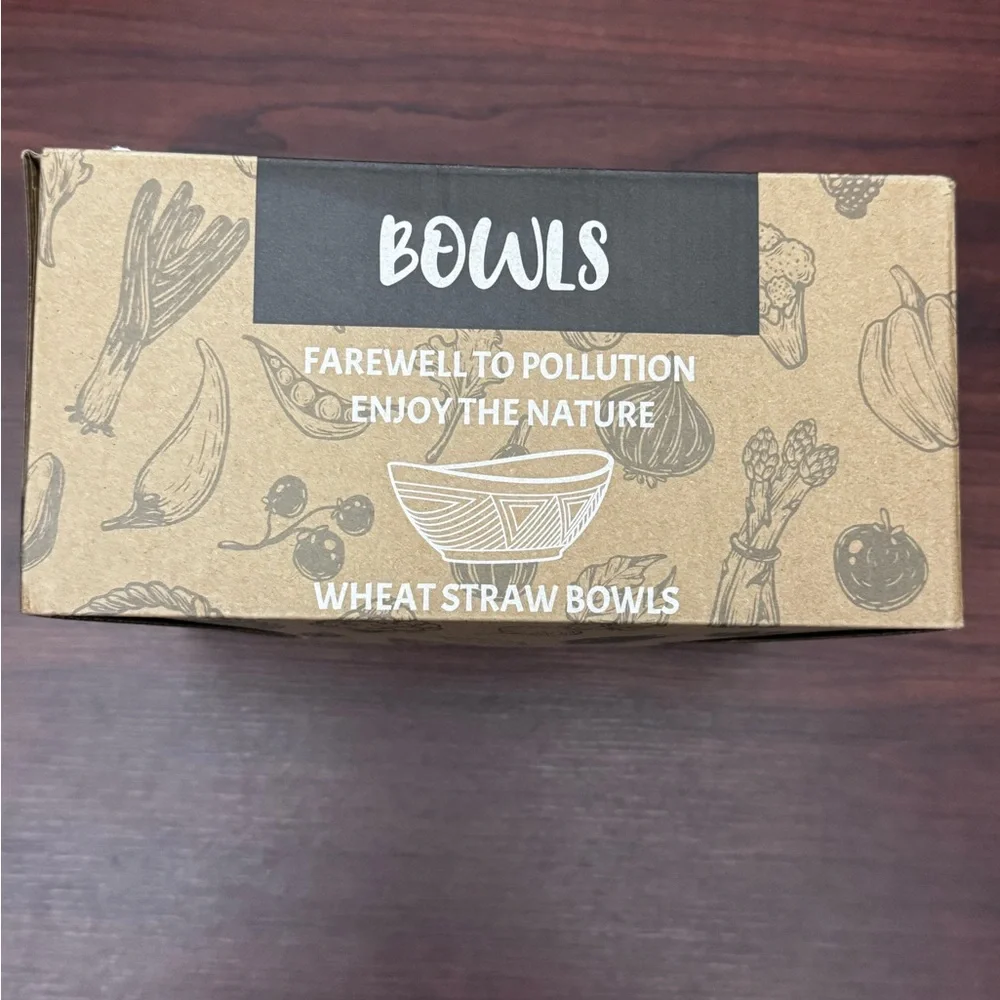 BOWLS
FAREWELL TO POLLUTION
ENJOY THE NATURE
WHEAT STRAW BOWLS